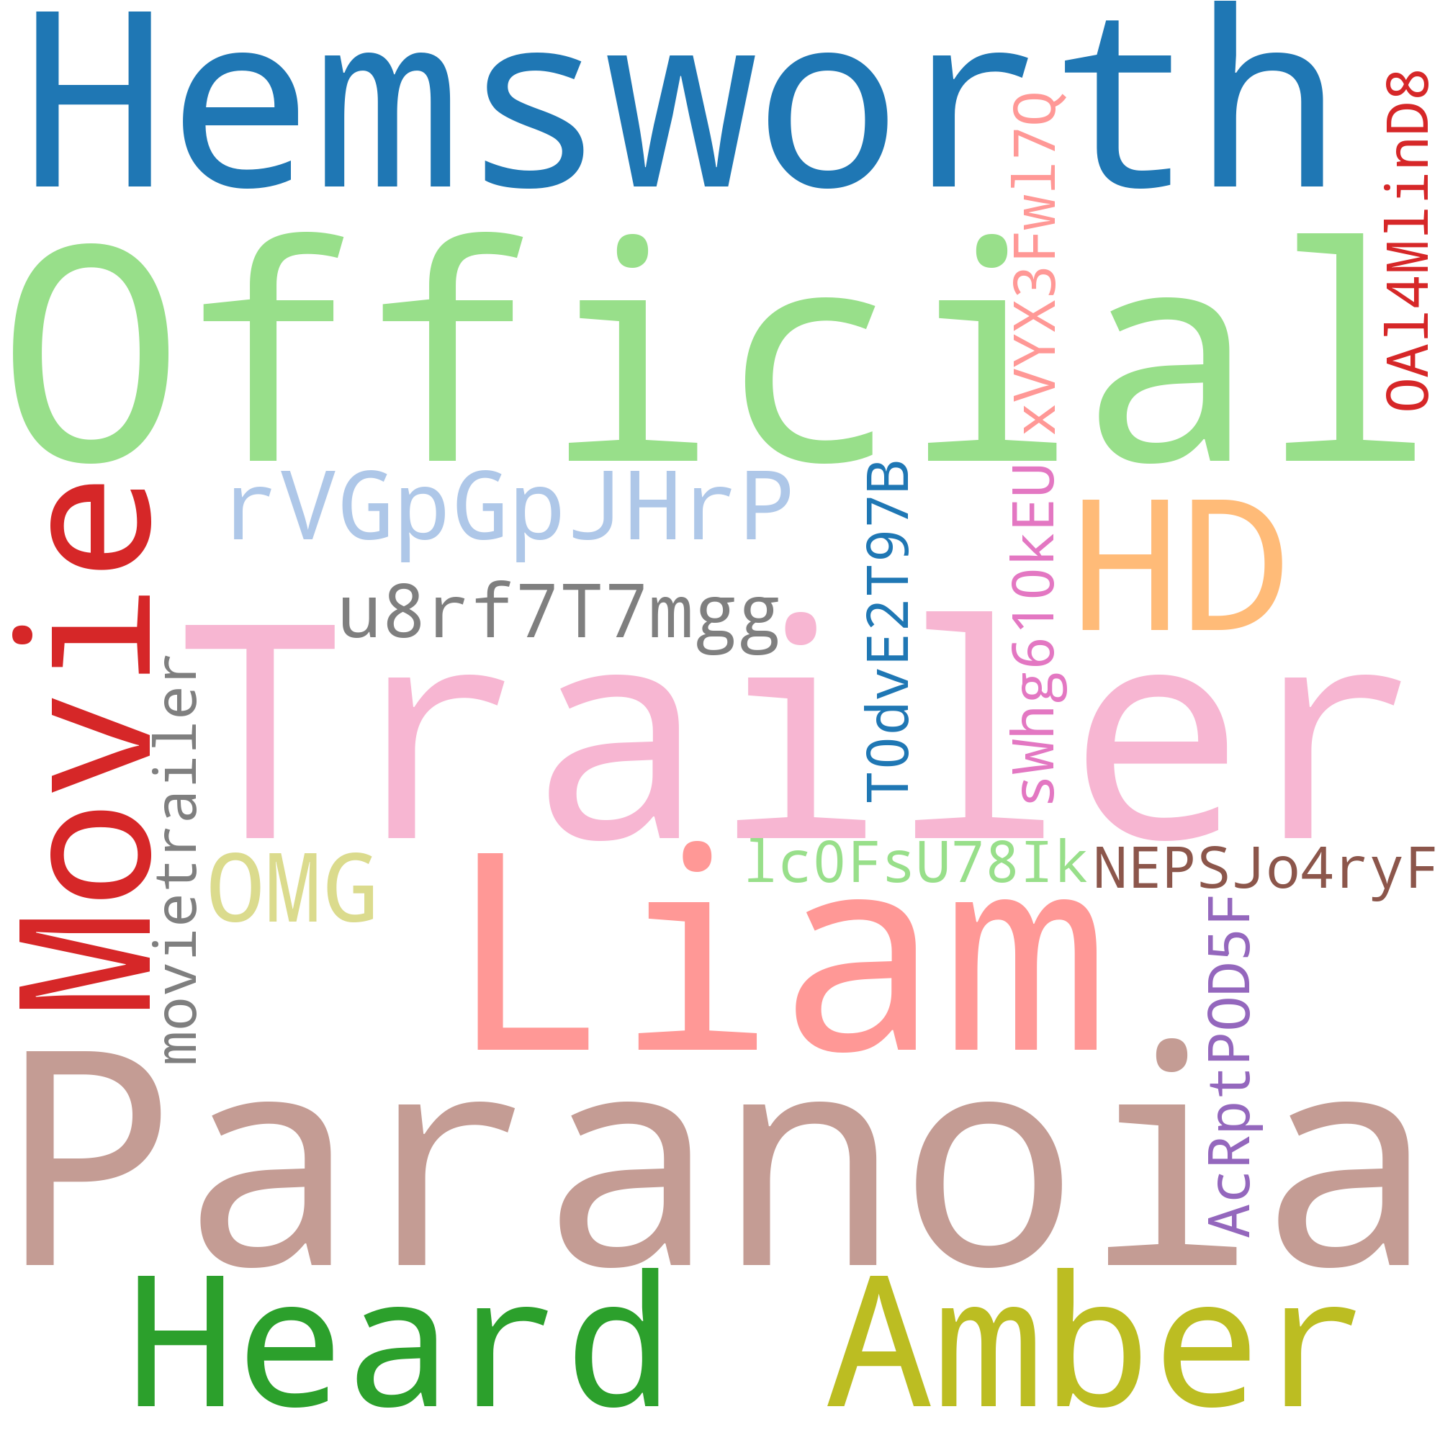 Hemsworth
OAl4MlinD8
xVYX3Fwl7Q
Official
Movie
rVGpGpJHrP
TOdvE2T97B
sWhg610kEU
HD
u8rf7T7mgg
Trailer
movietrailer
OMG
Liam
lc0FsU78Ik
NEPSJo4ryF
AcRptPOD5F
Paranoia
Heard
Amber